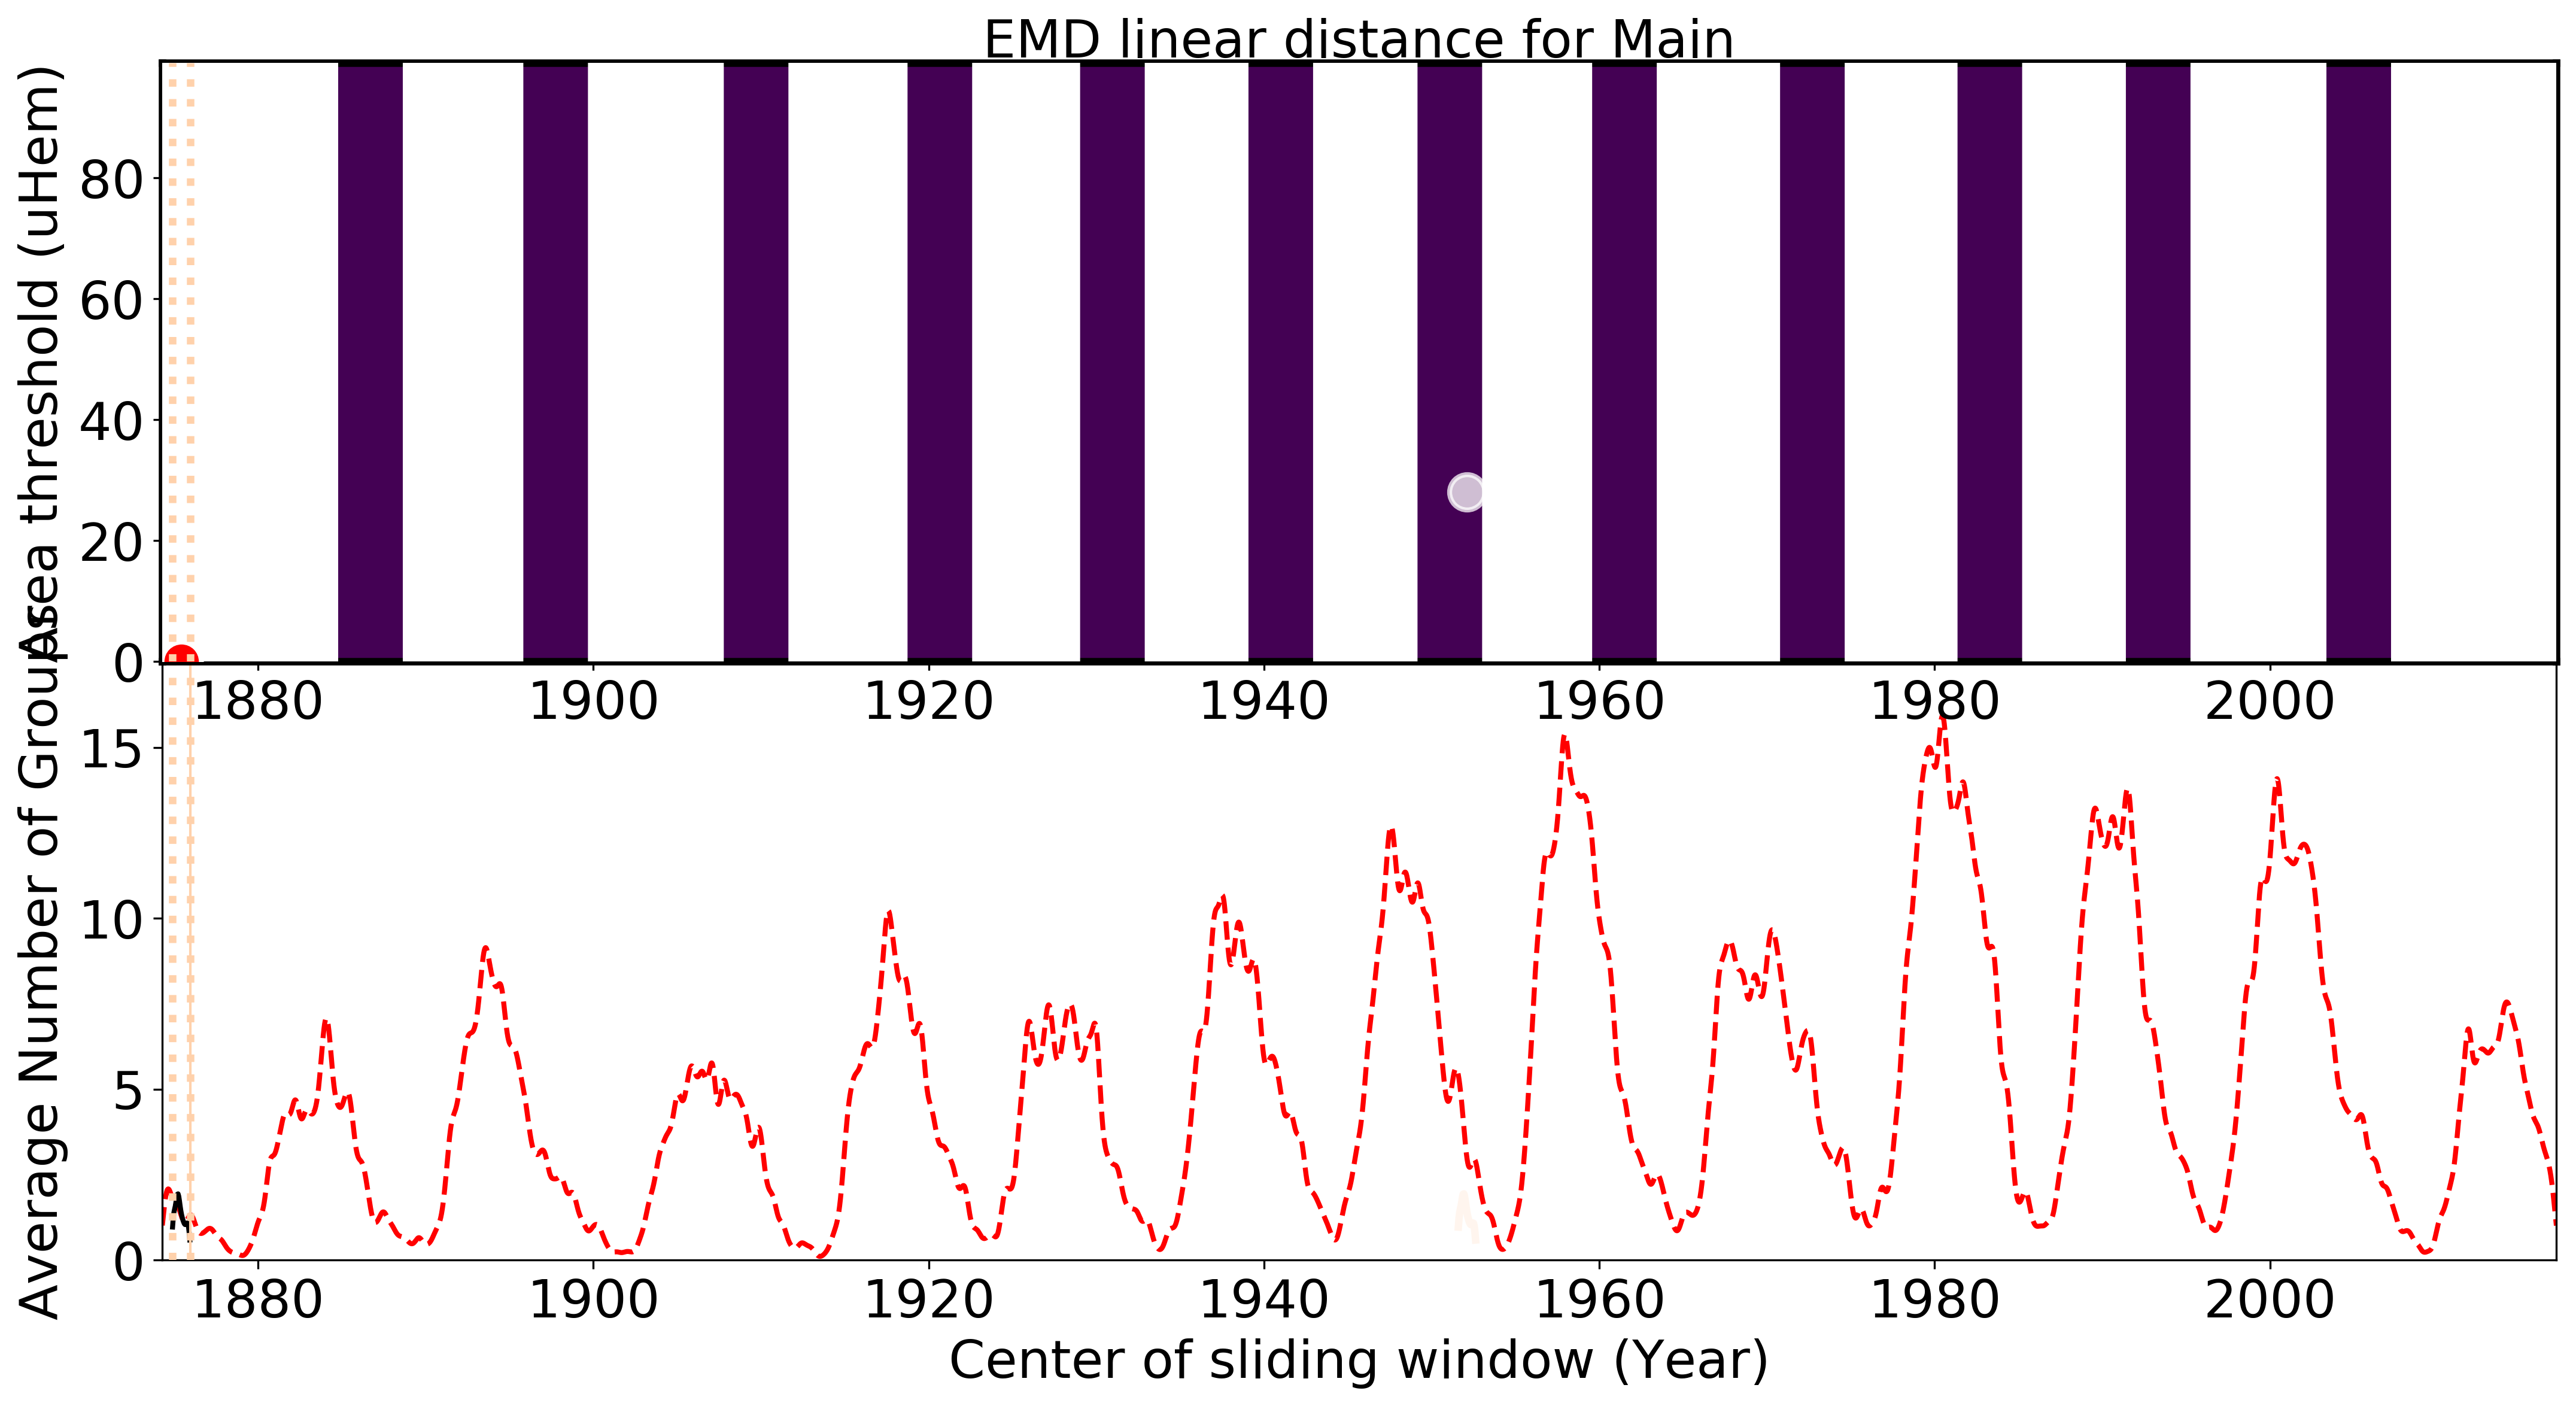 EMD linear distance for Main
Area threshold (uHem)
80
60
40
20
0
1880 1900 1920 1940 1960 1980 2000
Average Number of Groups
15
10
5
0
1880 1900 1920 1940 1960 1980 2000
Center of sliding window (Year)